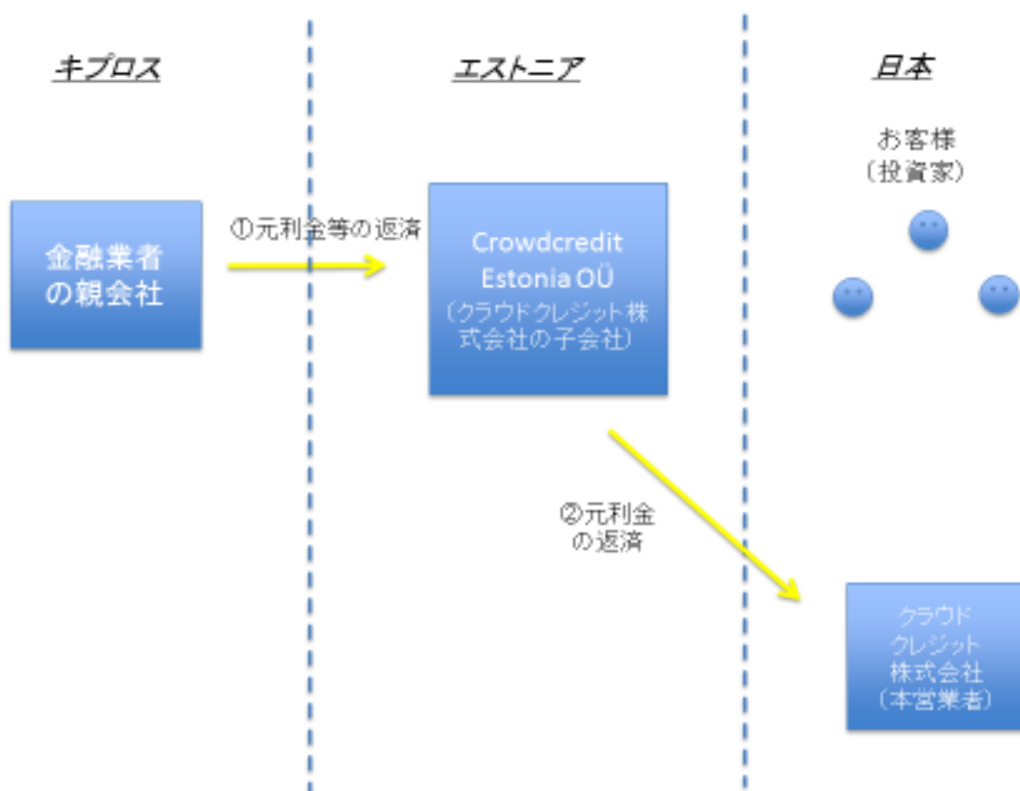 キプロス
エストニア
日本
お客様
（投資家）
金融業者
の親会社
①元利金等の返済
Crowdcredit
Estonia OÜ
（クラウドクレジット株
式会社の子会社）
②元利金
の返済
クラウド
クレジット
株式会社
（本営業者）